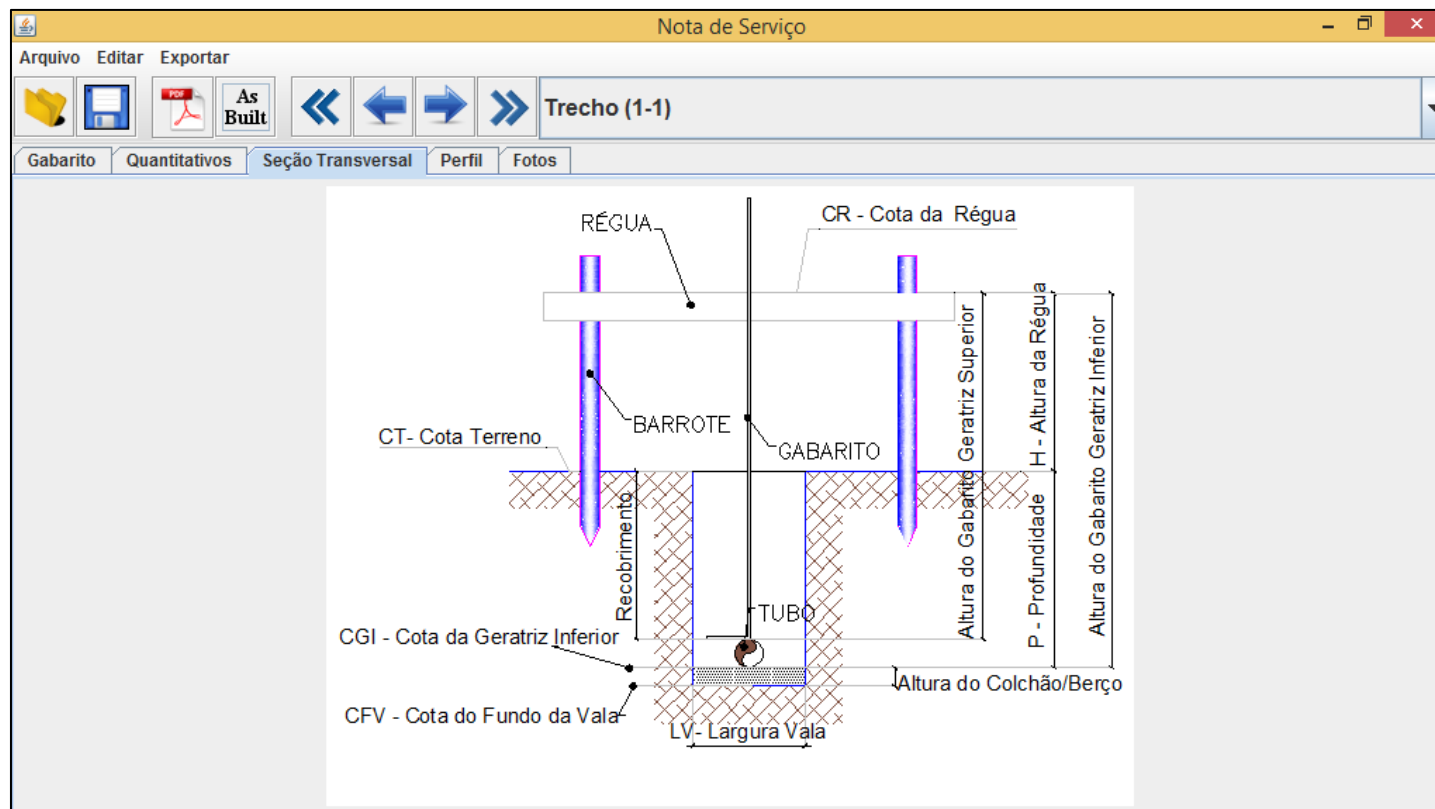 Nota de Serviço
Arquivo Editar Exportar
PDF
As
Built
Trecho (1-1)
Gabarito Quantitativos Seção Transversal Perfil Fotos
RÉGUA
CR - Cota da Régua
BARROTE
CT- Cota Terreno
GABARITO
Recobrimento
Altura do Gabarito Geratriz Superior
H - Altura da Régua
P - Profundidade
Altura do Gabarito Geratriz Inferior
TUBO
CGI - Cota da Geratriz Inferior
Altura do Colchão/Berço
CFV - Cota do Fundo da Vala
LV- Largura Vala